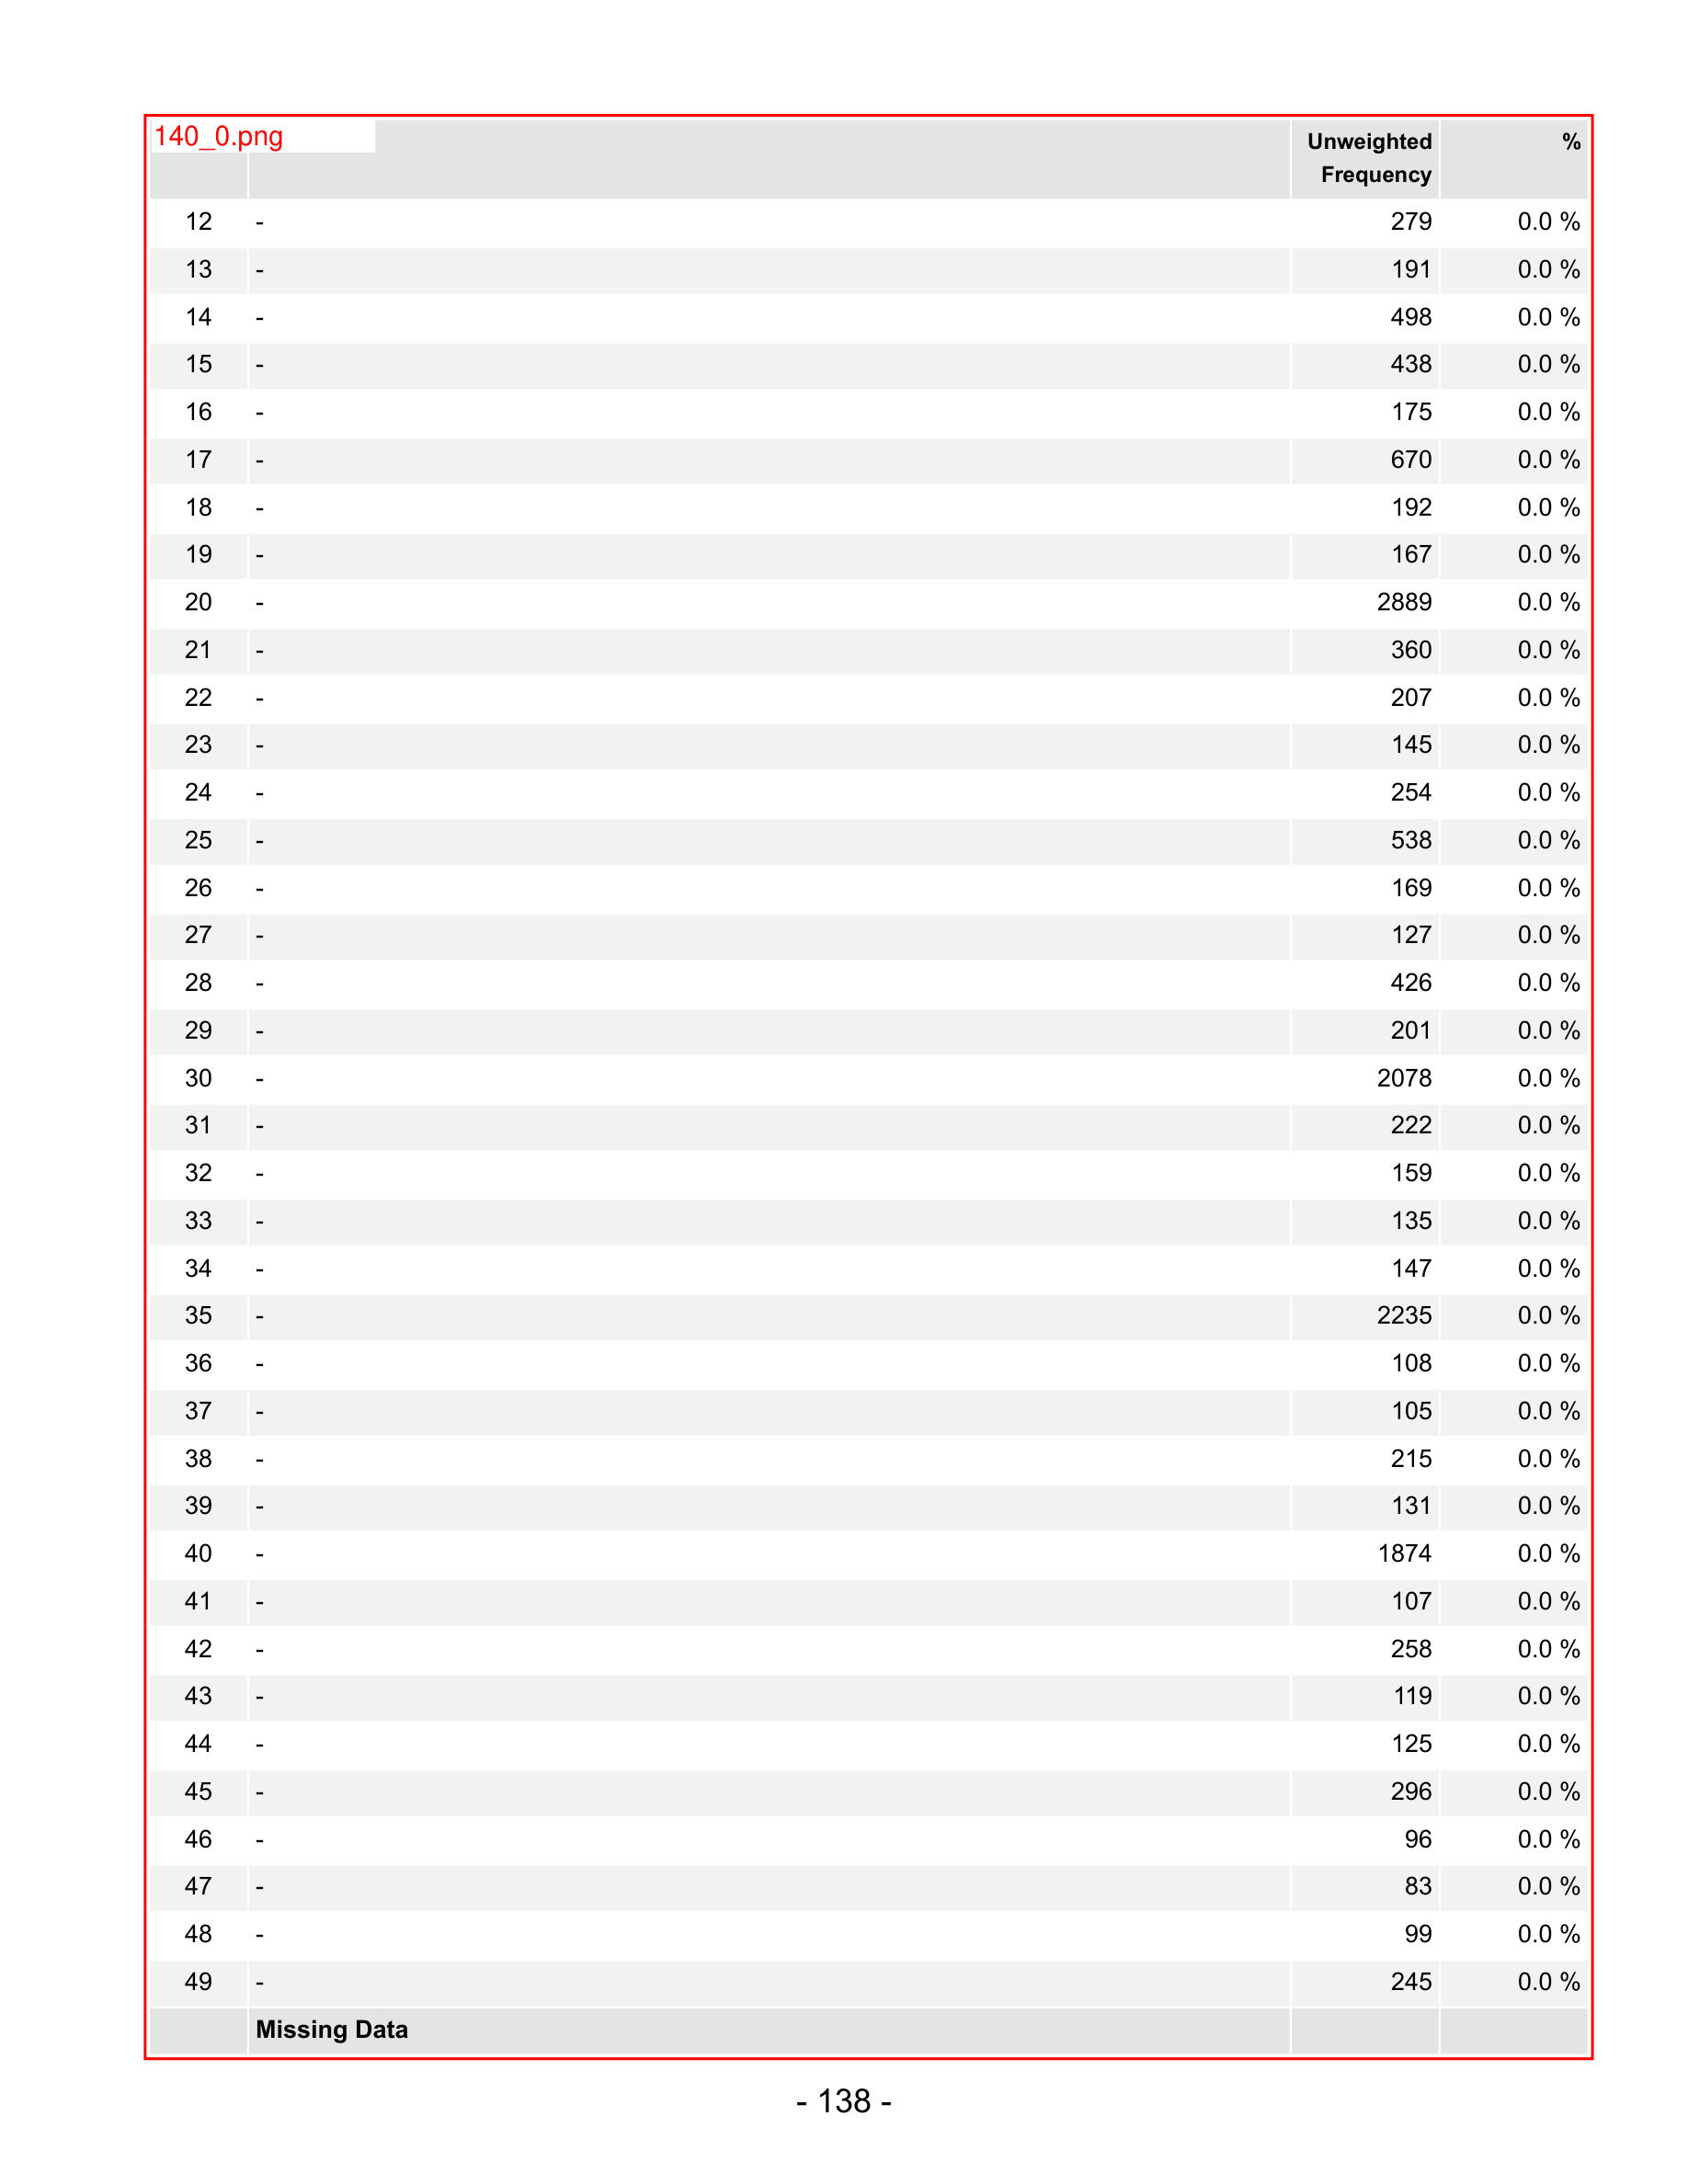 140_0.png
Unweighted Frequency %
12 - 279 0.0 %
13 - 191 0.0 %
14 - 498 0.0 %
15 - 438 0.0 %
16 - 175 0.0 %
17 - 670 0.0 %
18 - 192 0.0 %
19 - 167 0.0 %
20 - 2889 0.0 %
21 - 360 0.0 %
22 - 207 0.0 %
23 - 145 0.0 %
24 - 254 0.0 %
25 - 538 0.0 %
26 - 169 0.0 %
27 - 127 0.0 %
28 - 426 0.0 %
29 - 201 0.0 %
30 - 2078 0.0 %
31 - 222 0.0 %
32 - 159 0.0 %
33 - 135 0.0 %
34 - 147 0.0 %
35 - 2235 0.0 %
36 - 108 0.0 %
37 - 105 0.0 %
38 - 215 0.0 %
39 - 131 0.0 %
40 - 1874 0.0 %
41 - 107 0.0 %
42 - 258 0.0 %
43 - 119 0.0 %
44 - 125 0.0 %
45 - 296 0.0 %
46 - 96 0.0 %
47 - 83 0.0 %
48 - 99 0.0 %
49 - 245 0.0 %
Missing Data
- 138 -